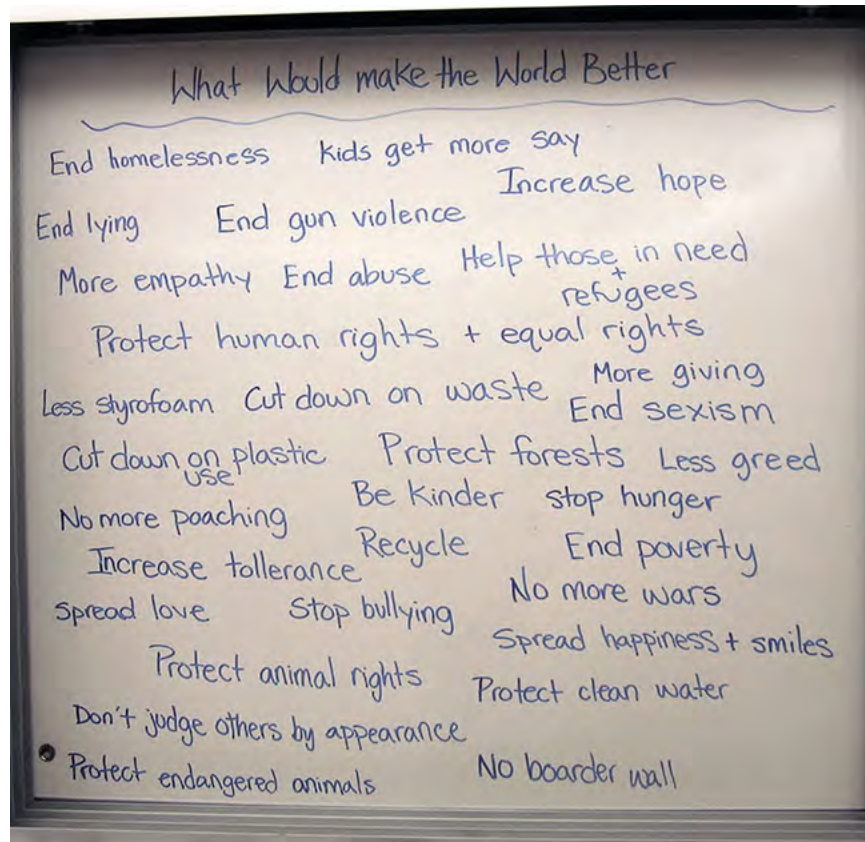 What Would make the World Better
End homelessness kids get more say
Increase hope
End lying End gun violence
More empathy End abuse Help those in need
+
refugees
Protect human rights + equal rights
More giving
Less styrofoam Cut down on waste
End sexism
Cut down on plastic Protect forests Less greed
use
Be kinder stop hunger
No more poaching
Recycle End poverty
Increase tollerance
No more wars
Spread love Stop bullying
Spread happiness + smiles
Protect animal rights
Protect clean water
Don't judge others by appearance
Protect endangered animals No boarder wall